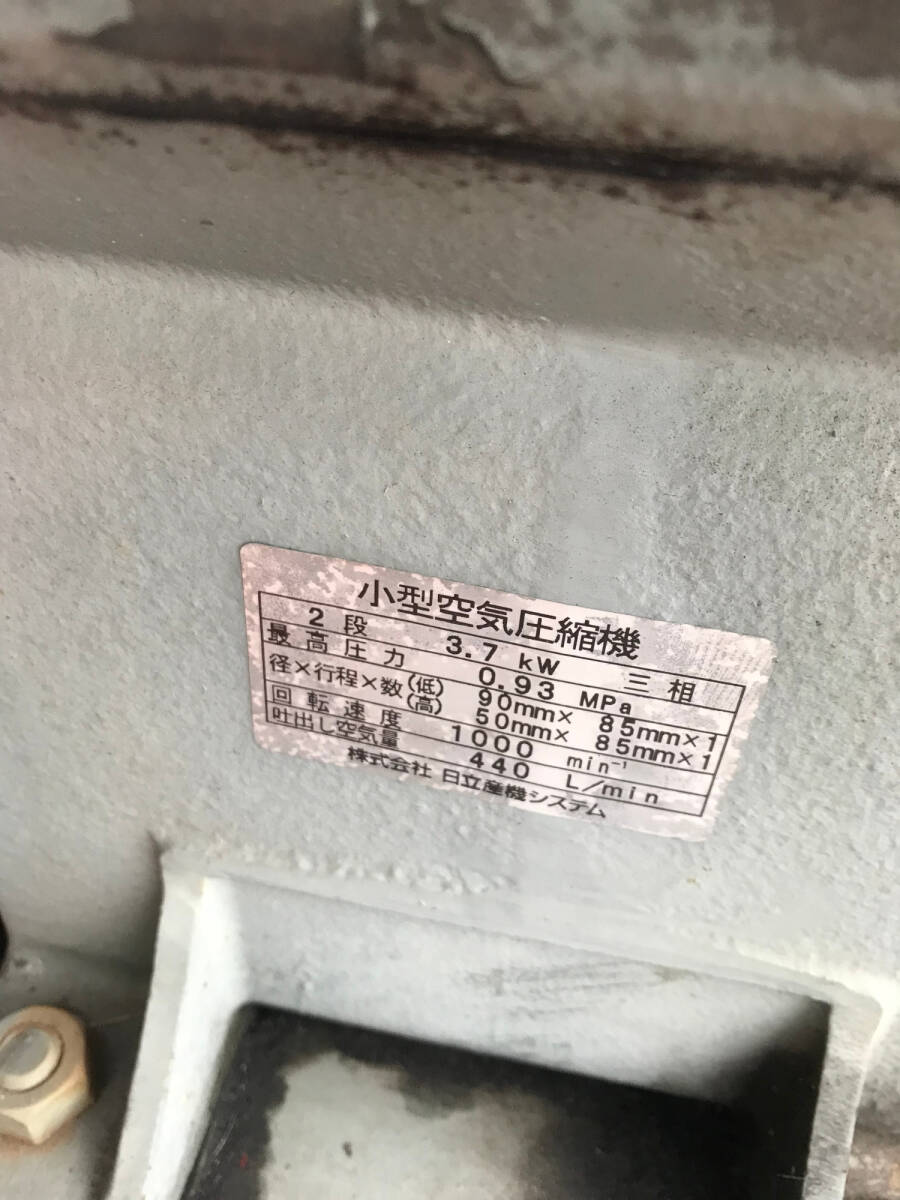 小型空気圧縮機
2段 3.7 kW 三相
最高圧力 0.93 MPa
径×行程×数(低) 90mm× 85mm×1
(高) 50mm× 85mm×1
回転速度 1000 min⁻¹
吐出し空気量 440 L/min
株式会社 日立産機システム